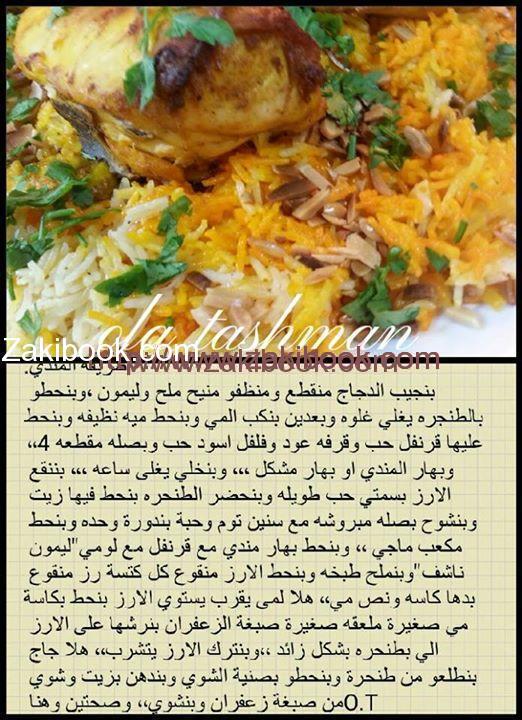 ola tashman
Zakibook.com
www.zakibook.com
طريقة المندي.
بنجيب الدجاج منقطع ومنظفو منيح ملح وليمون ،وبنحطو
بالطنجره يغلي غلوه وبعدين بنكب المي وبنحط ميه نظيفه وبنحط
عليها قرنفل حب وقرفه عود وفلفل اسود حب وبصله مقطعه 4،،
وبهار المندي او بهار مشكل ،،، وبنخلي يغلى ساعه ،،، بننقع
الارز بسمتي حب طويله وبنحضر الطنحره بنحط فيها زيت
وبنشوح بصله مبروشه مع سنين توم وحبة بندورة وحده وبنحط
مكعب ماجي ،، وبنحط بهار مندي مع قرنفل مع لومي"ليمون
ناشف"وبنملح طبخه وبنحط الارز منقوع كل كتسة رز منقوع
بدها كاسه ونص مي،، هلا لمى يقرب يستوي الارز بنحط بكاسة
مي صغيرة ملعقه صغيرة صبغة الزعفران بنرشها على الارز
الي بطنحره بشكل زائد ،،وبنترك الارز يتشرب،، هلا جاج
بنطلعو من طنحرة وبنحطو بصنية الشوي وبندهن بزيت وشوي
من صبغة زعفران وبنشوي،، وصحتين وهنا O.T